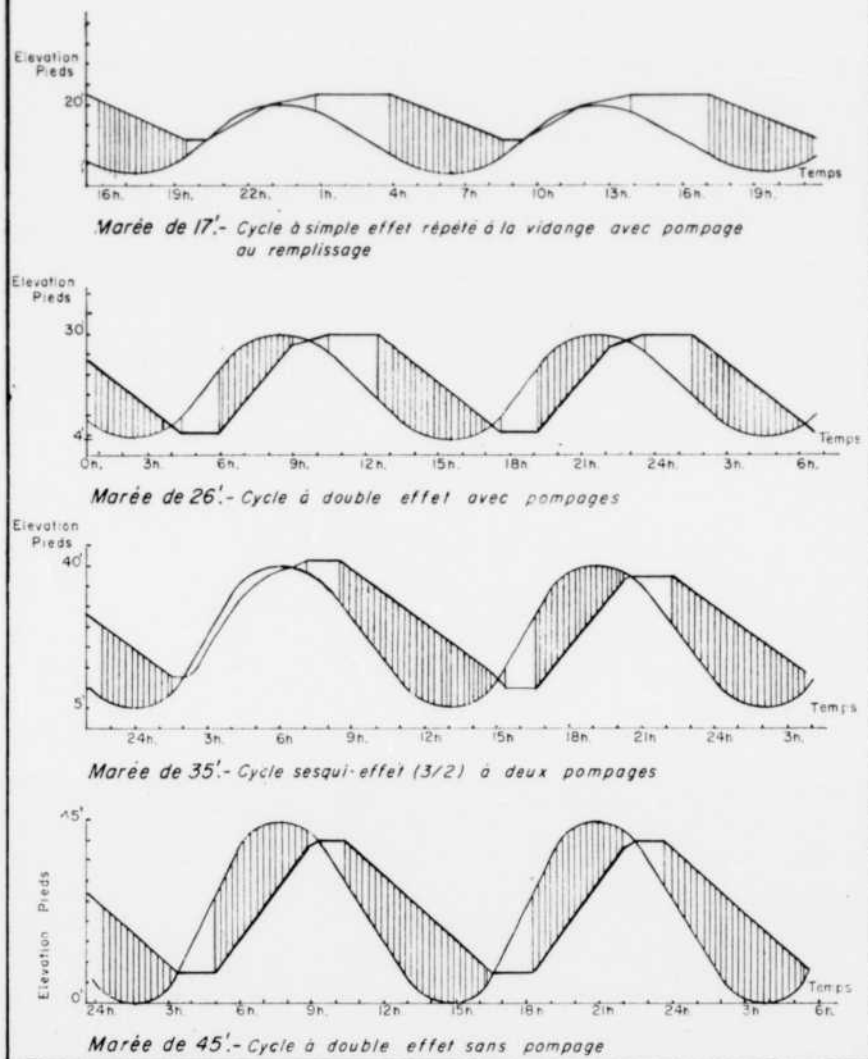 Elevation
Pieds
20'
Temps
16h. 19h. 22h. 1h 4h 7h 10h 13h 16h 19h
Marée de 17'.- Cycle à simple effet répété à la vidange avec pompage
au remplissage
Elevation
Pieds
30'
4'
Temps
0h. 3h. 6h. 9h. 12h. 15h. 18h. 21h. 24h. 3h. 6h.
Marée de 26'.- Cycle à double effet avec pompages
Elevation
Pieds
40'
5'
Temps
24h. 3h. 6h 9h. 12h. 15h 18h. 21h 24h 3h.
Marée de 35'.- Cycle sesqui-effet (3/2) à deux pompages
45'
Elevation Pieds
0'
Temps
24h 3h. 6h. 9h 12h. 15h. 18h 21h 24h 3h 6h.
Marée de 45'.- Cycle à double effet sans pompage